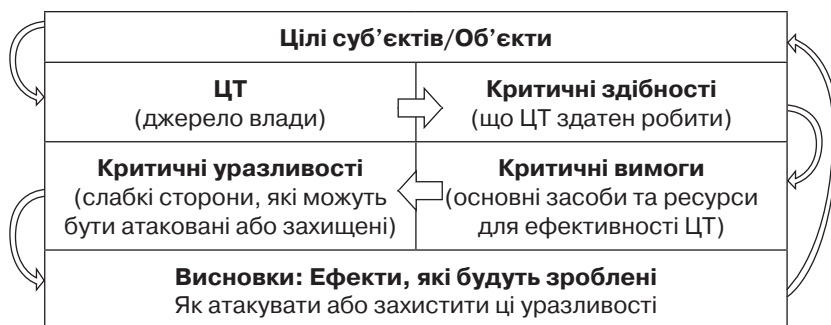 Цілі суб’єктів/Об’єкти
ЦТ
(джерело влади)
Критичні здібності
(що ЦТ здатен робити)
Критичні уразливості
(слабкі сторони, які можуть
бути атаковані або захищені)
Критичні вимоги
(основні засоби та ресурси
для ефективності ЦТ)
Висновки: Ефекти, які будуть зроблені
Як атакувати або захистити ці уразливості